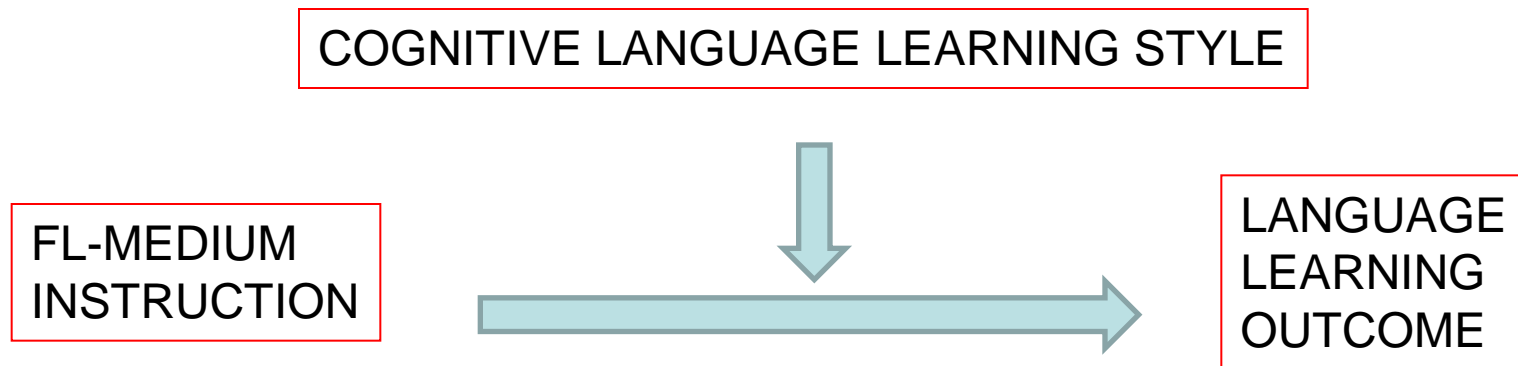 COGNITIVE LANGUAGE LEARNING STYLE
FL-MEDIUM
INSTRUCTION
LANGUAGE
LEARNING
OUTCOME